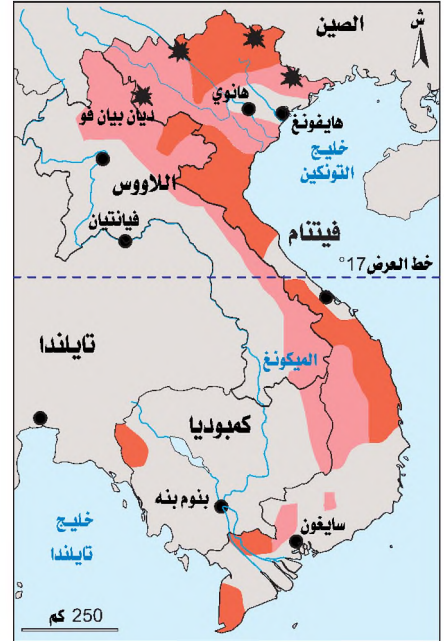 الصين
ش
هانوي
هايفونغ
ديان بيان فو
خليج
التونكين
اللاووس
فيتنام
فيانتيان
خط العرض 17°
تايلندا
الميكونغ
كمبوديا
بنوم بنه
سايغون
خليج
تايلندا
250 كم